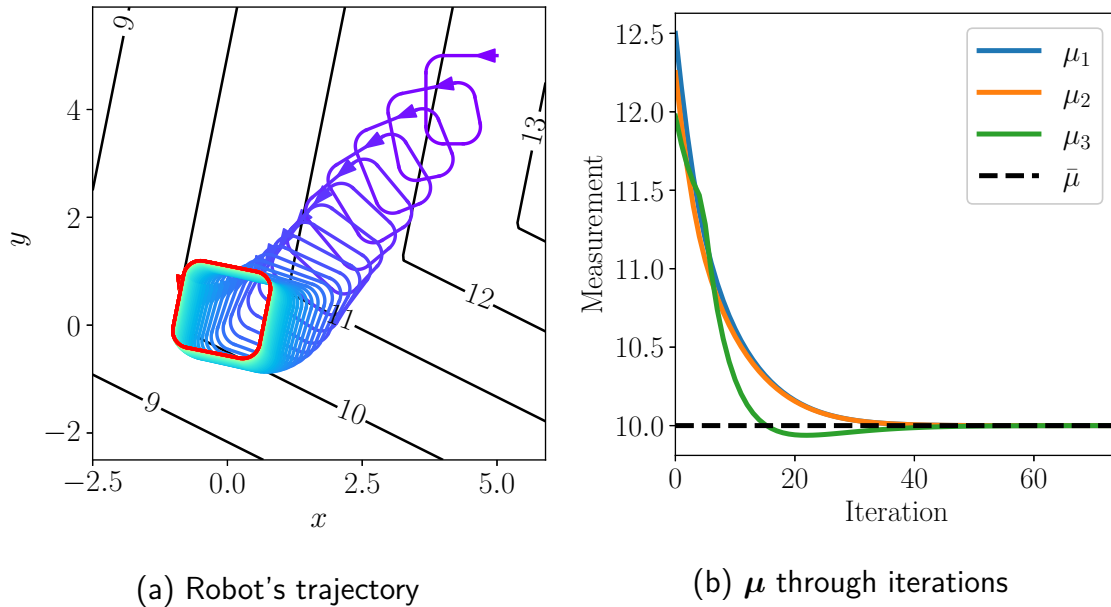 9
13
12
11
10
9
4
2
0
−2
−2.5
0.0
2.5
5.0
x
y
(a) Robot's trajectory
12.5
12.0
11.5
11.0
10.5
10.0
0
20
40
60
Measurement
Iteration
μ₁
μ₂
μ₃
μ̄
(b) μ through iterations